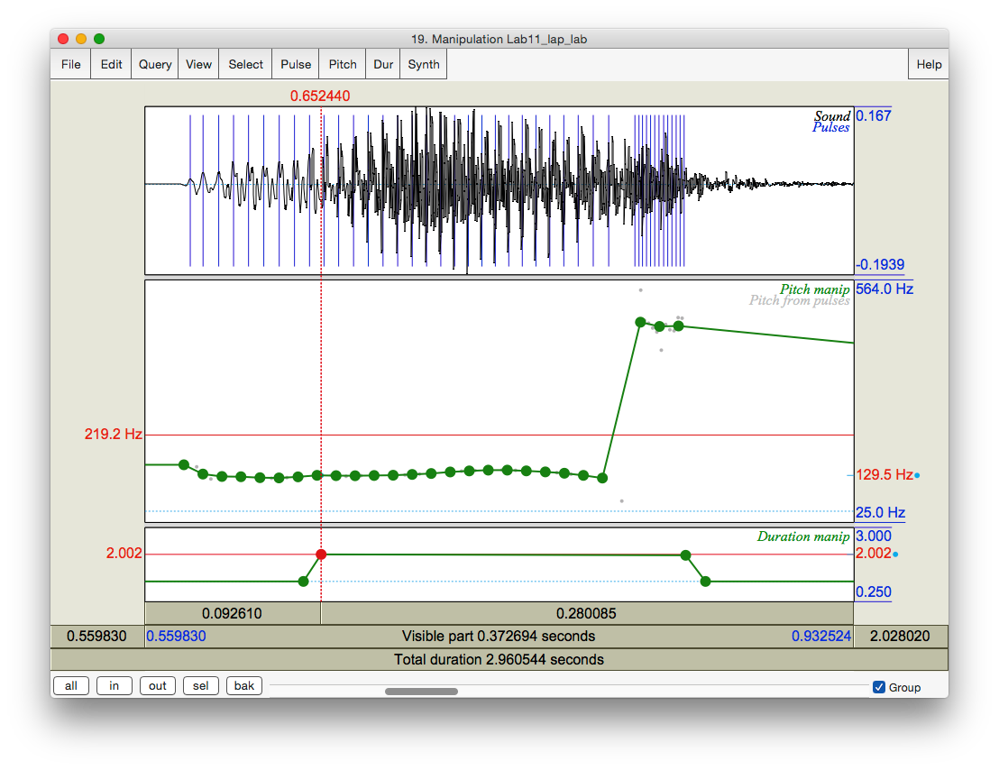 19. Manipulation Lab11_lap_lab
File Edit Query View Select Pulse Pitch Dur Synth Help
0.652440
Sound 0.167
Pulses
-0.1939
Pitch manip 564.0 Hz
Pitch from pulses
219.2 Hz
129.5 Hz
25.0 Hz
Duration manip 3.000
2.002 2.002
0.250
0.092610 0.280085
0.559830 0.559830 Visible part 0.372694 seconds 0.932524 2.028020
Total duration 2.960544 seconds
all in out sel bak Group